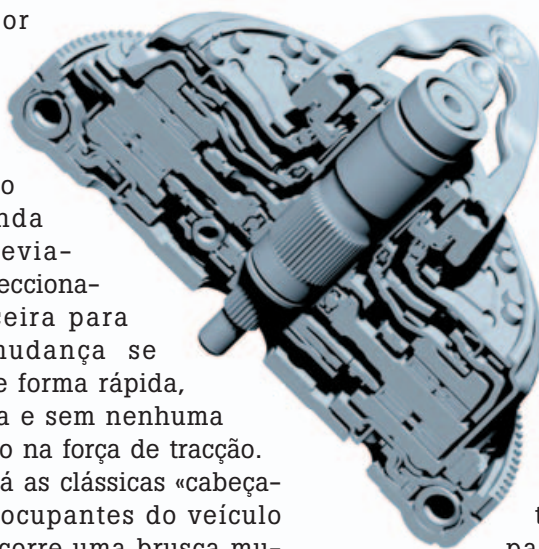 or
o
nda
evia-
ecciona-
ceira para
mudança se
e forma rápida,
a e sem nenhuma
o na força de tracção.
á as clássicas «cabeça-
ocupantes do veículo
corre uma brusca mu-
t
pa